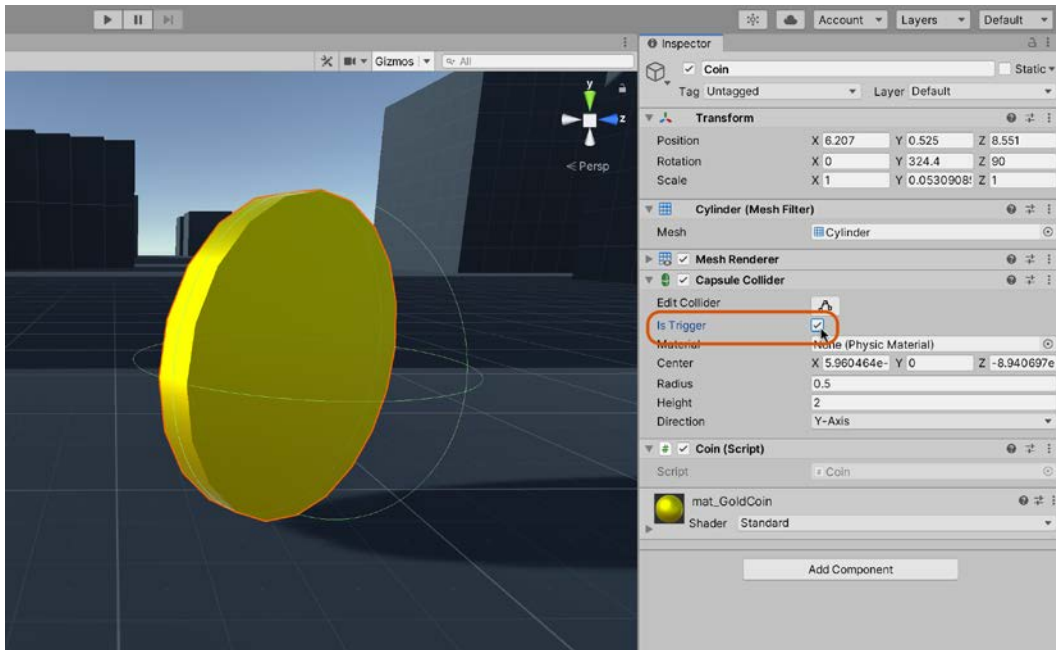 Account Layers Default
Inspector
Gizmos All
Coin Static
Tag Untagged Layer Default
y
z
Persp
Transform
Position X 6.207 Y 0.525 Z 8.551
Rotation X 0 Y 324.4 Z 90
Scale X 1 Y 0.0530908 Z 1
Cylinder (Mesh Filter)
Mesh Cylinder
Mesh Renderer
Capsule Collider
Edit Collider
Is Trigger
Material None (Physic Material)
Center X 5.960464e- Y 0 Z -8.940697e
Radius 0.5
Height 2
Direction Y-Axis
# Coin (Script)
Script Coin
mat_GoldCoin
Shader Standard
Add Component